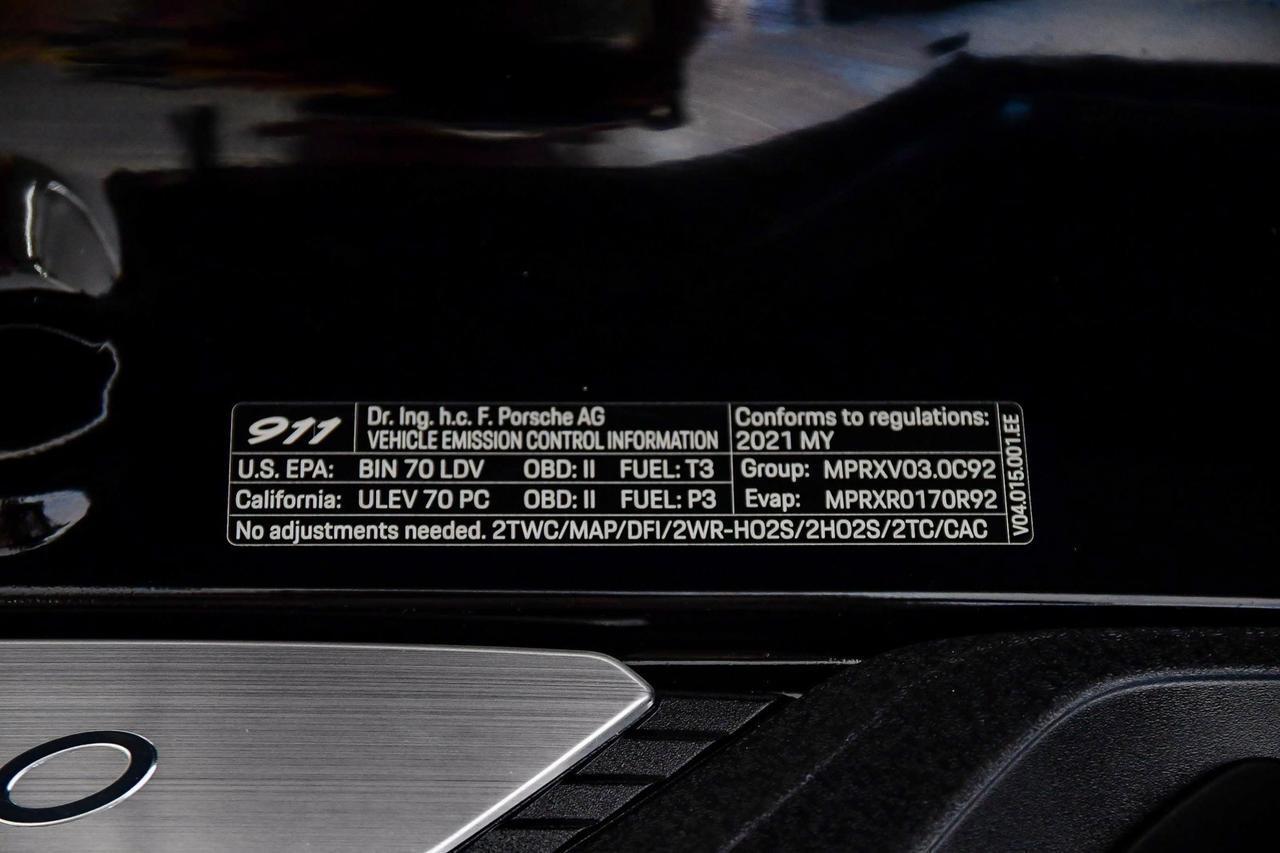 911
Dr. Ing. h.c. F. Porsche AG
VEHICLE EMISSION CONTROL INFORMATION
Conforms to regulations:
2021 MY
U.S. EPA: BIN 70 LDV OBD: II FUEL: T3
Group: MPRXV03.0C92
California: ULEV 70 PC OBD: II FUEL: P3
Evap: MPRXR0170R92
No adjustments needed. 2TWC/MAP/DFI/2WR-HO2S/2HO2S/2TC/CAC
V04.015.001.EE
0